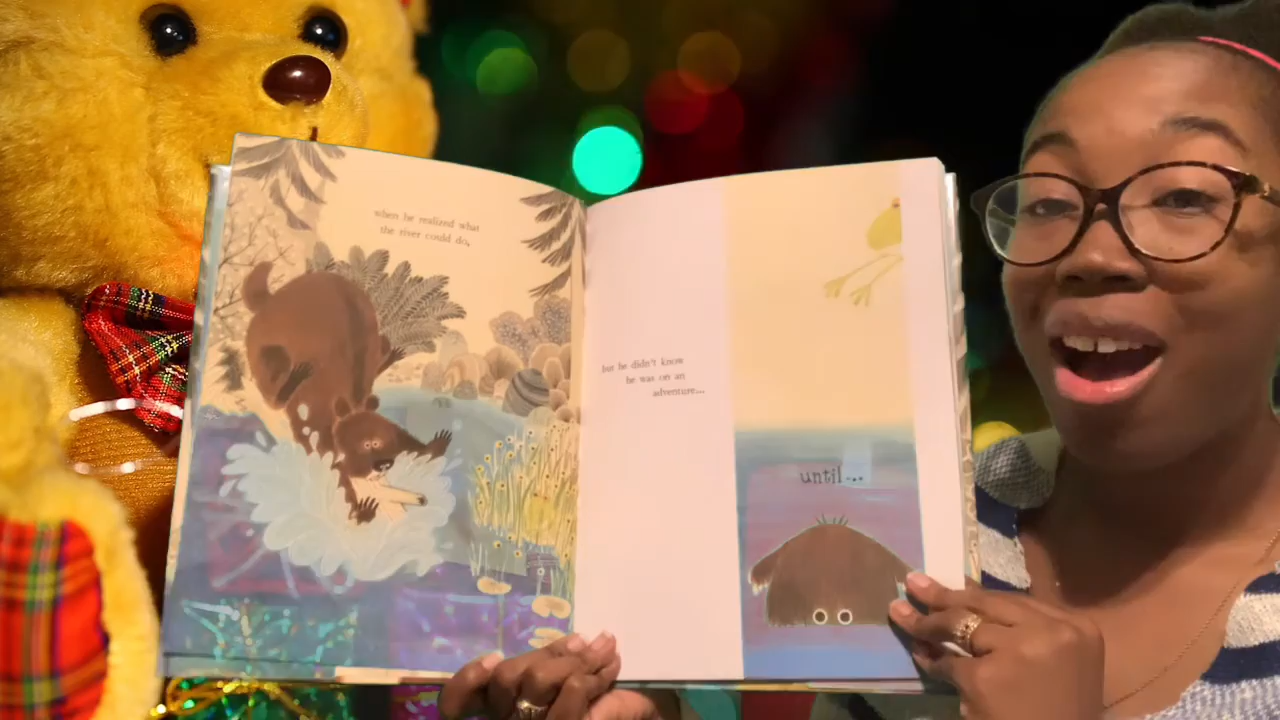 when he realized what
the river could do,
but he didn't know
he was on an
adventure...
until...